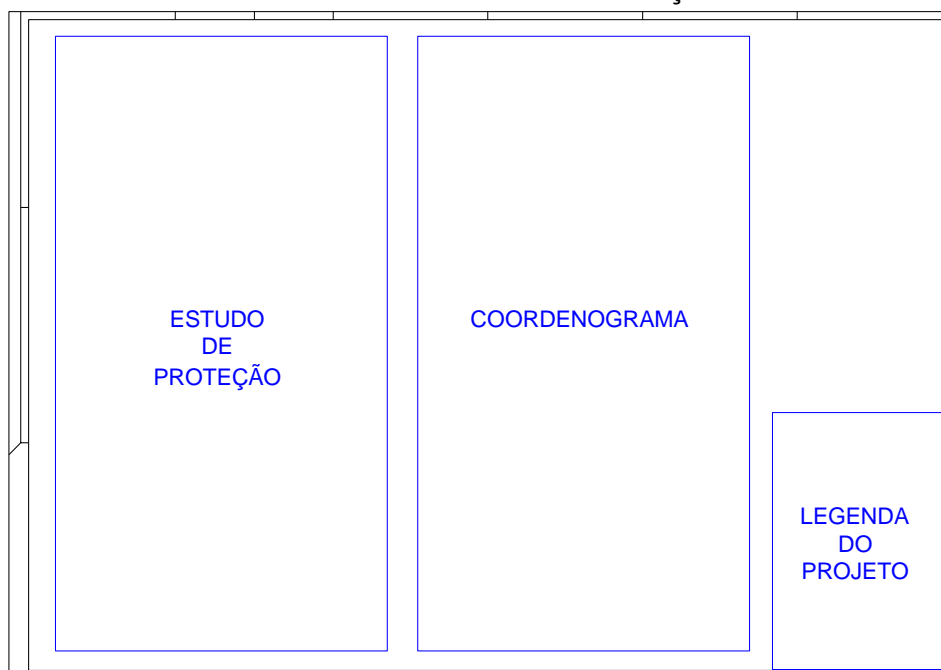 ESTUDO
DE
PROTEÇÃO
COORDENOGRAMA
LEGENDA
DO
PROJETO